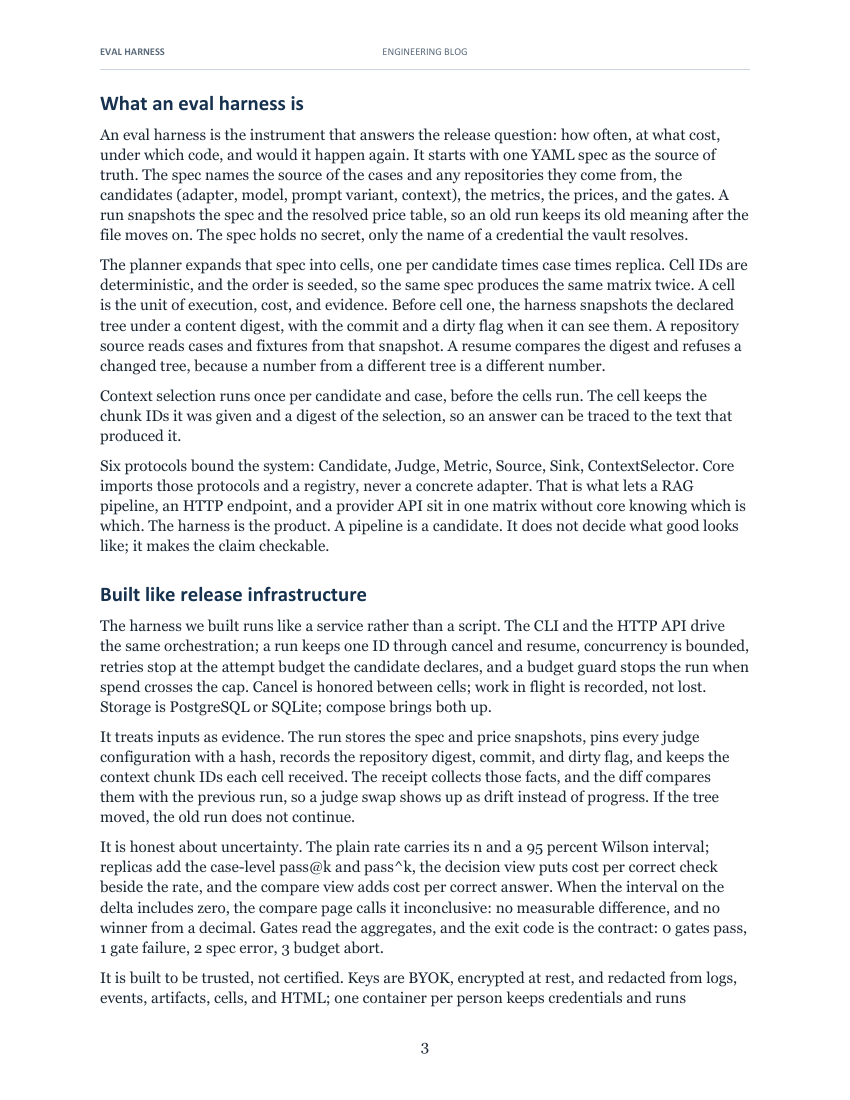 EVAL HARNESS
ENGINEERING BLOG
What an eval harness is
An eval harness is the instrument that answers the release question: how often, at what cost,
under which code, and would it happen again. It starts with one YAML spec as the source of
truth. The spec names the source of the cases and any repositories they come from, the
candidates (adapter, model, prompt variant, context), the metrics, the prices, and the gates. A
run snapshots the spec and the resolved price table, so an old run keeps its old meaning after the
file moves on. The spec holds no secret, only the name of a credential the vault resolves.
The planner expands that spec into cells, one per candidate times case times replica. Cell IDs are
deterministic, and the order is seeded, so the same spec produces the same matrix twice. A cell
is the unit of execution, cost, and evidence. Before cell one, the harness snapshots the declared
tree under a content digest, with the commit and a dirty flag when it can see them. A repository
source reads cases and fixtures from that snapshot. A resume compares the digest and refuses a
changed tree, because a number from a different tree is a different number.
Context selection runs once per candidate and case, before the cells run. The cell keeps the
chunk IDs it was given and a digest of the selection, so an answer can be traced to the text that
produced it.
Six protocols bound the system: Candidate, Judge, Metric, Source, Sink, ContextSelector. Core
imports those protocols and a registry, never a concrete adapter. That is what lets a RAG
pipeline, an HTTP endpoint, and a provider API sit in one matrix without core knowing which is
which. The harness is the product. A pipeline is a candidate. It does not decide what good looks
like; it makes the claim checkable.
Built like release infrastructure
The harness we built runs like a service rather than a script. The CLI and the HTTP API drive
the same orchestration; a run keeps one ID through cancel and resume, concurrency is bounded,
retries stop at the attempt budget the candidate declares, and a budget guard stops the run when
spend crosses the cap. Cancel is honored between cells; work in flight is recorded, not lost.
Storage is PostgreSQL or SQLite; compose brings both up.
It treats inputs as evidence. The run stores the spec and price snapshots, pins every judge
configuration with a hash, records the repository digest, commit, and dirty flag, and keeps the
context chunk IDs each cell received. The receipt collects those facts, and the diff compares
them with the previous run, so a judge swap shows up as drift instead of progress. If the tree
moved, the old run does not continue.
It is honest about uncertainty. The plain rate carries its n and a 95 percent Wilson interval;
replicas add the case-level pass@k and pass^k, the decision view puts cost per correct check
beside the rate, and the compare view adds cost per correct answer. When the interval on the
delta includes zero, the compare page calls it inconclusive: no measurable difference, and no
winner from a decimal. Gates read the aggregates, and the exit code is the contract: 0 gates pass,
1 gate failure, 2 spec error, 3 budget abort.
It is built to be trusted, not certified. Keys are BYOK, encrypted at rest, and redacted from logs,
events, artifacts, cells, and HTML; one container per person keeps credentials and runs
3